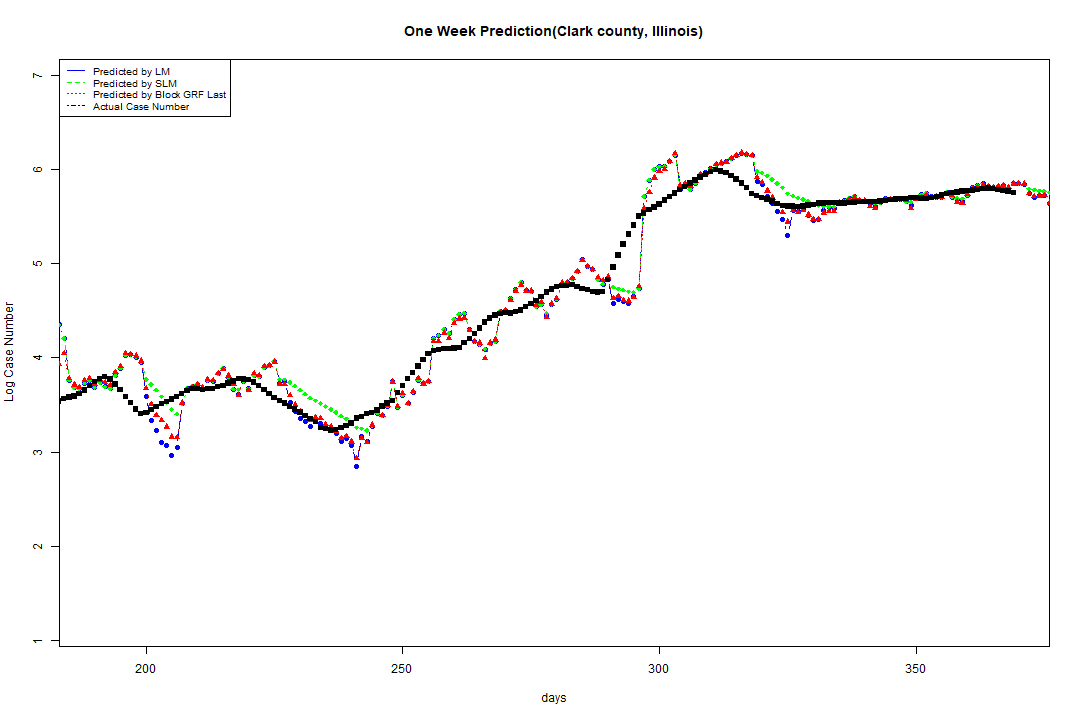 One Week Prediction(Clark county, Illinois)
Predicted by LM
Predicted by SLM
Predicted by Block GRF Last
Actual Case Number
7
6
5
4
3
2
1
Log Case Number
200
250
300
350
days